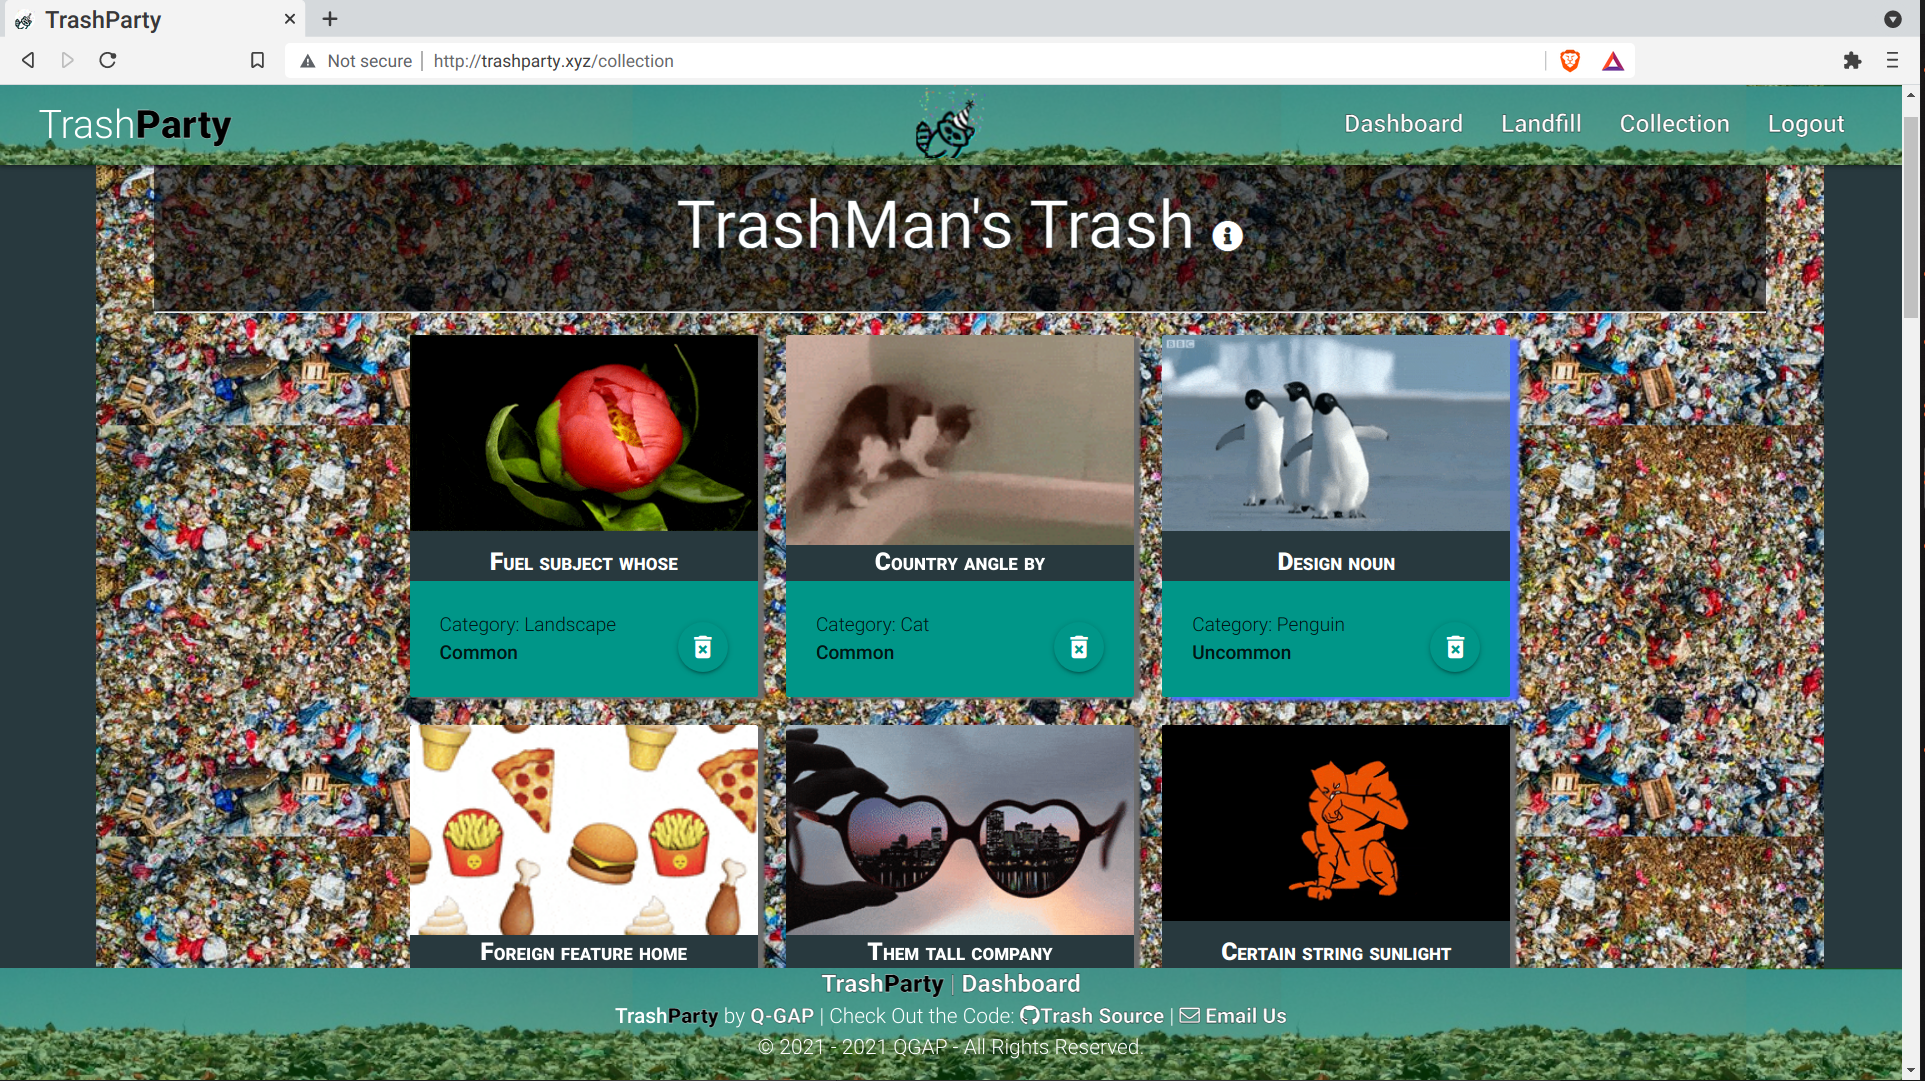 TrashParty
Not secure | http://trashparty.xyz/collection
TrashParty
Dashboard Landfill Collection Logout
TrashMan's Trash
BBC
Fuel subject whose
Category: Landscape
Common
Country angle by
Category: Cat
Common
Design noun
Category: Penguin
Uncommon
Foreign feature home
Them tall company
Certain string sunlight
TrashParty | Dashboard
TrashParty by Q-GAP | Check Out the Code: Trash Source | Email Us
© 2021 - 2021 QGAP - All Rights Reserved.